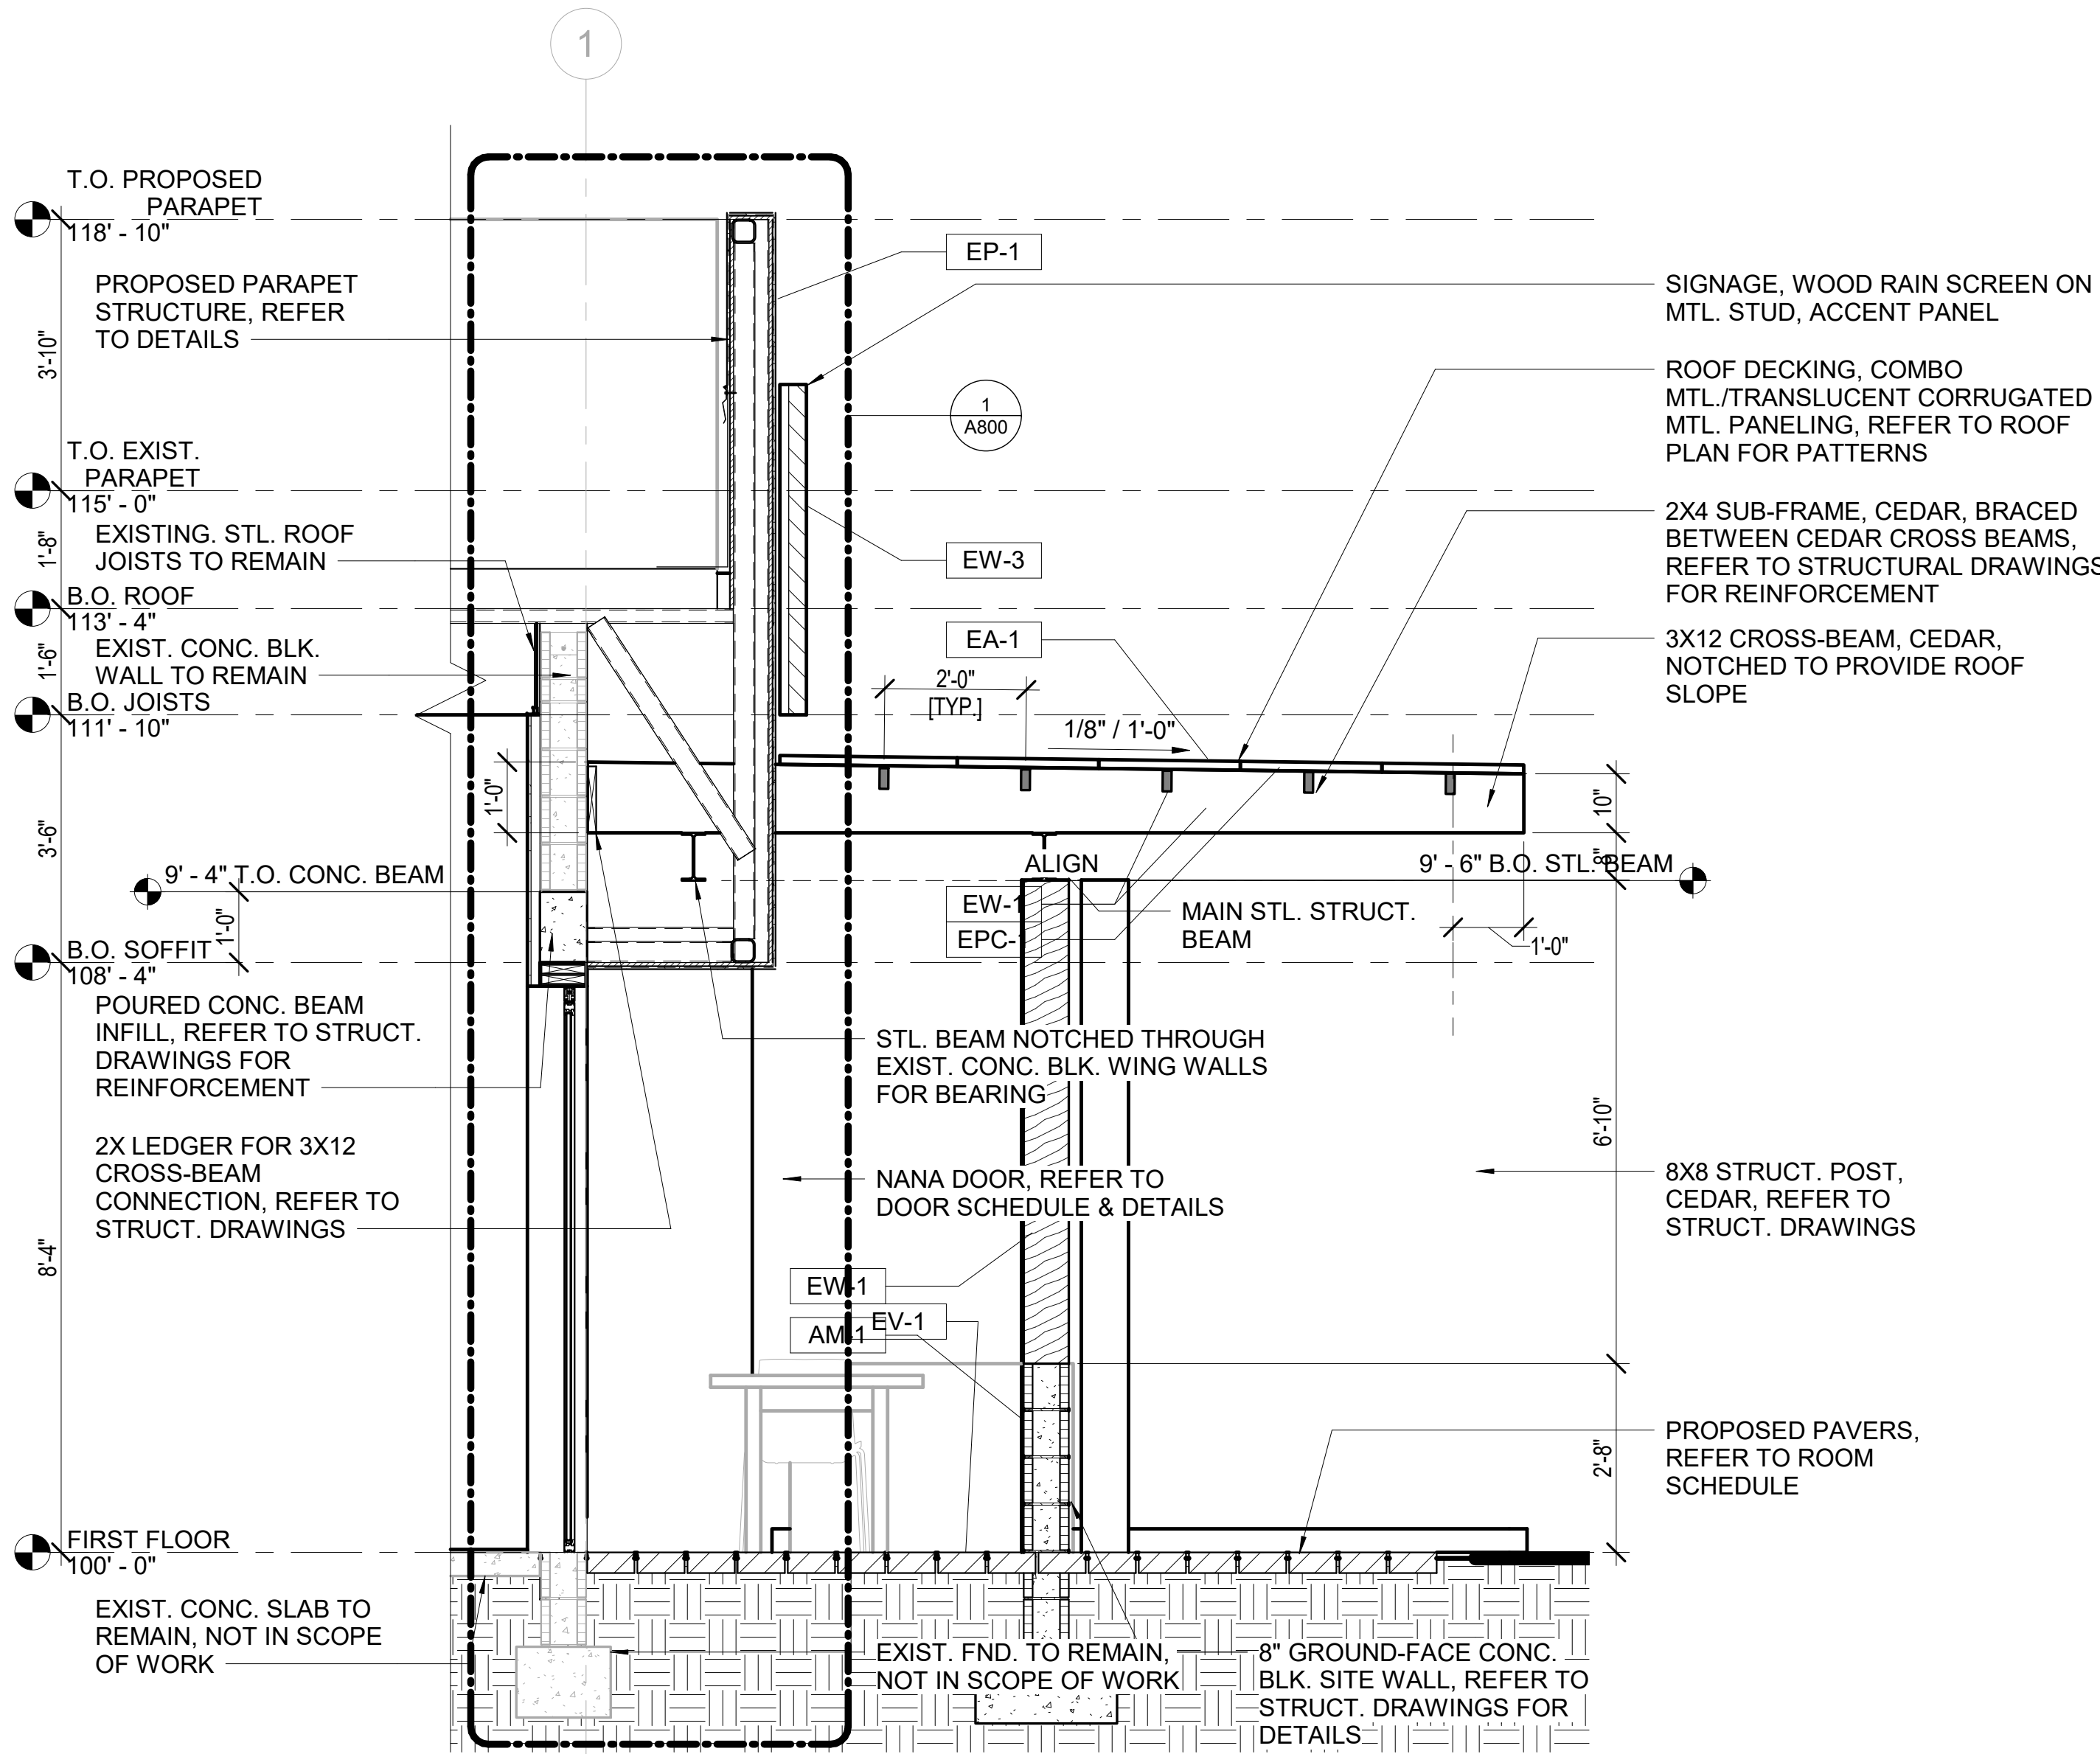 1
T.O. PROPOSED
PARAPET
118' - 10"
PROPOSED PARAPET
STRUCTURE, REFER
TO DETAILS
3'-10"
T.O. EXIST.
PARAPET
115' - 0"
EXISTING. STL. ROOF
JOISTS TO REMAIN
1'-8"
B.O. ROOF
113' - 4"
EXIST. CONC. BLK.
WALL TO REMAIN
1'-6"
B.O. JOISTS
111' - 10"
1'-0"
3'-6"
9' - 4" T.O. CONC. BEAM
1'-0"
B.O. SOFFIT
108' - 4"
POURED CONC. BEAM
INFILL, REFER TO STRUCT.
DRAWINGS FOR
REINFORCEMENT
2X LEDGER FOR 3X12
CROSS-BEAM
CONNECTION, REFER TO
STRUCT. DRAWINGS
8'-4"
FIRST FLOOR
100' - 0"
EXIST. CONC. SLAB TO
REMAIN, NOT IN SCOPE
OF WORK
EP-1
1
A800
EW-3
EA-1
2'-0"
[TYP.]
1/8" / 1'-0"
ALIGN
EW-1
EPC-1
MAIN STL. STRUCT.
BEAM
STL. BEAM NOTCHED THROUGH
EXIST. CONC. BLK. WING WALLS
FOR BEARING
NANA DOOR, REFER TO
DOOR SCHEDULE & DETAILS
EW-1
EV-1
AM-1
EXIST. FND. TO REMAIN,
NOT IN SCOPE OF WORK
8" GROUND-FACE CONC.
BLK. SITE WALL, REFER TO
STRUCT. DRAWINGS FOR
DETAILS
SIGNAGE, WOOD RAIN SCREEN ON
MTL. STUD, ACCENT PANEL
ROOF DECKING, COMBO
MTL./TRANSLUCENT CORRUGATED
MTL. PANELING, REFER TO ROOF
PLAN FOR PATTERNS
2X4 SUB-FRAME, CEDAR, BRACED
BETWEEN CEDAR CROSS BEAMS,
REFER TO STRUCTURAL DRAWINGS
FOR REINFORCEMENT
3X12 CROSS-BEAM, CEDAR,
NOTCHED TO PROVIDE ROOF
SLOPE
10"
8"
9' - 6" B.O. STL. BEAM
1'-0"
6'-10"
8X8 STRUCT. POST,
CEDAR, REFER TO
STRUCT. DRAWINGS
2'-8"
PROPOSED PAVERS,
REFER TO ROOM
SCHEDULE